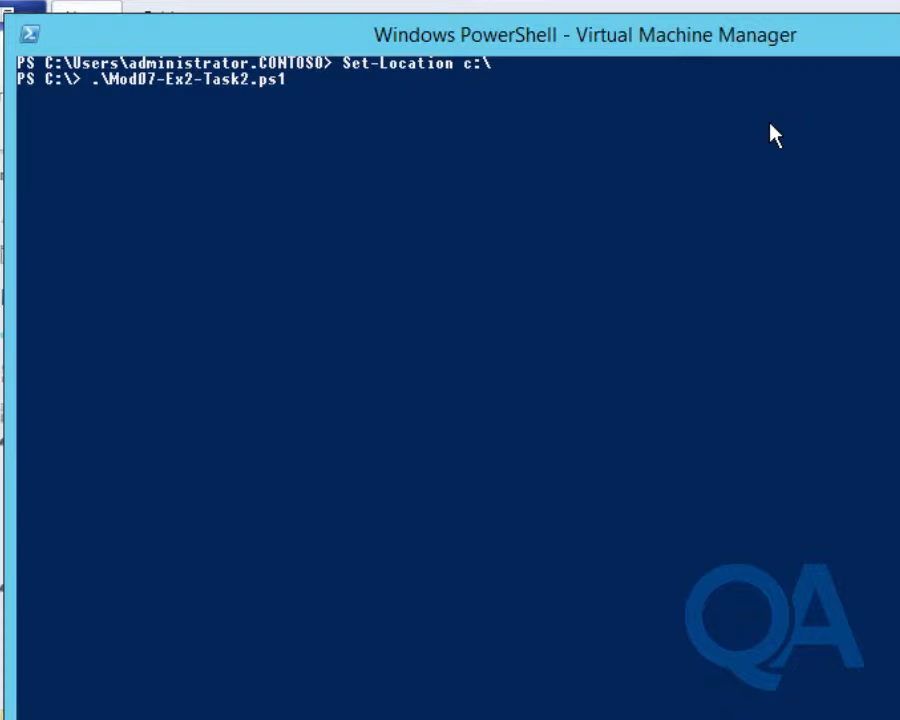 Windows PowerShell - Virtual Machine Manager
PS C:\Users\administrator.CONTOSO> Set-Location c:\
PS C:\> .\Mod07-Ex2-Task2.ps1
QA